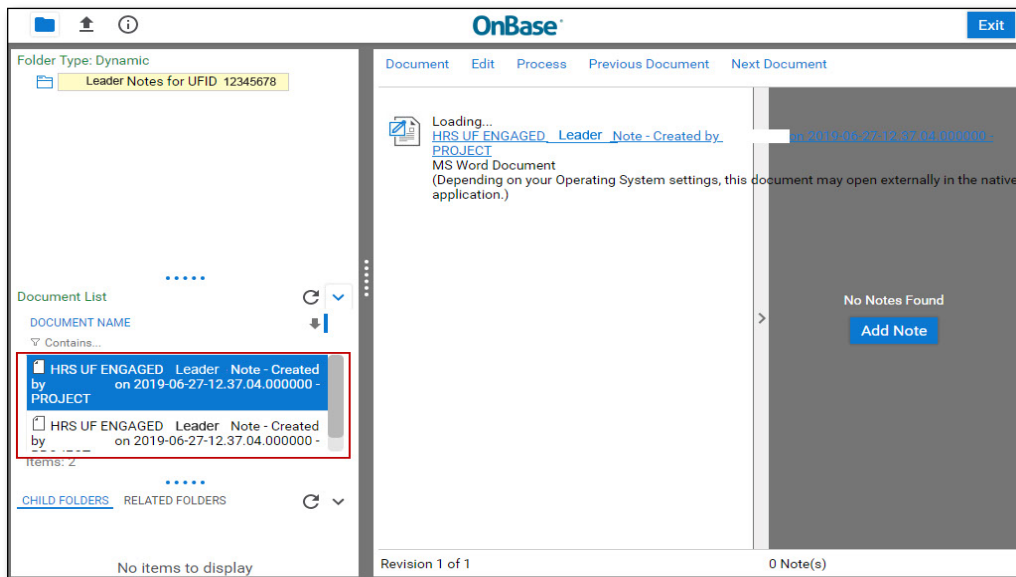 OnBase
Exit
Folder Type: Dynamic
Leader Notes for UFID 12345678
Document Edit Process Previous Document Next Document
Loading...
HRS UF ENGAGED Leader Note - Created by on 2019-06-27-12.37.04.000000 -
PROJECT
MS Word Document
(Depending on your Operating System settings, this document may open externally in the native
application.)
Document List
DOCUMENT NAME
Contains...
HRS UF ENGAGED Leader Note - Created
by on 2019-06-27-12.37.04.000000 -
PROJECT
HRS UF ENGAGED Leader Note - Created
by on 2019-06-27-12.37.04.000000 -
Items: 2
CHILD FOLDERS RELATED FOLDERS
No items to display
No Notes Found
Add Note
Revision 1 of 1
0 Note(s)